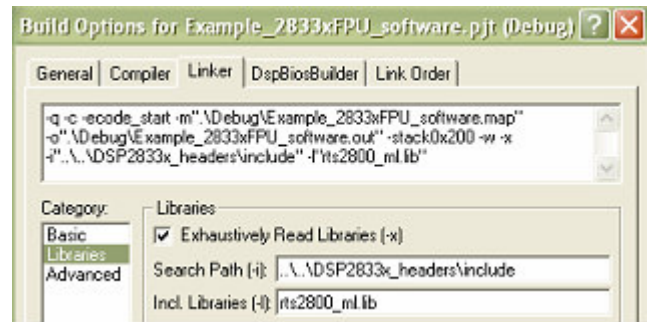 Build Options for Example_2833xFPU_software.pjt (Debug)
General Compiler Linker DspBiosBuilder Link Order
-q -c -ecode_start -m".\Debug\Example_2833xFPU_software.map"
-o".\Debug\Example_2833xFPU_software.out" -stack0x200 -w -x
-i"..\..\DSP2833x_headers\include" -l"rts2800_ml.lib"
Category:
Basic
Libraries
Advanced
Libraries
Exhaustively Read Libraries (-x)
Search Path (-i): ..\..\DSP2833x_headers\include
Incl. Libraries (-l): rts2800_ml.lib